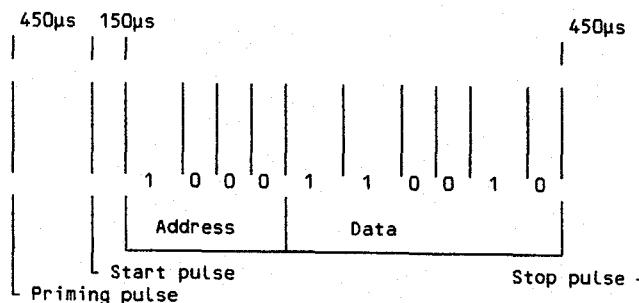 450µs 150µs 450µs
1 0 0 0 1 1 0 0 1 0
Address Data
Start pulse Stop pulse
Priming pulse